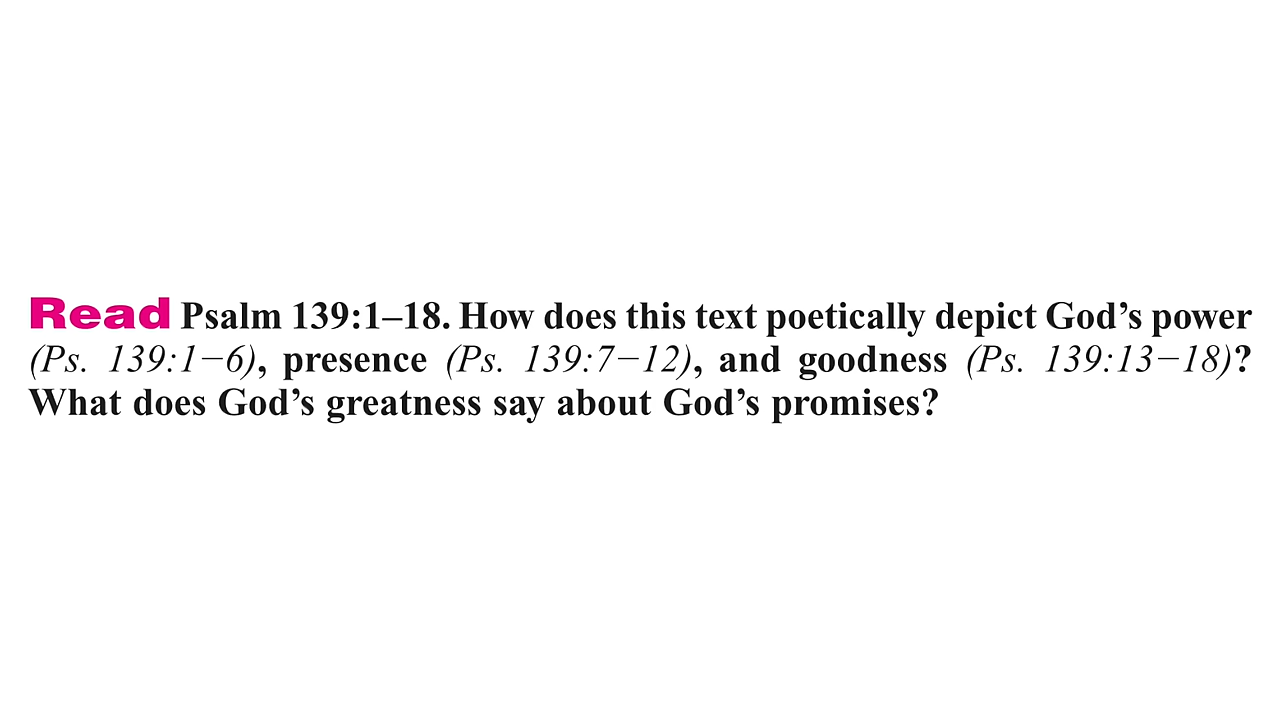 Read Psalm 139:1–18. How does this text poetically depict God’s power
(Ps. 139:1−6), presence (Ps. 139:7−12), and goodness (Ps. 139:13−18)?
What does God’s greatness say about God’s promises?